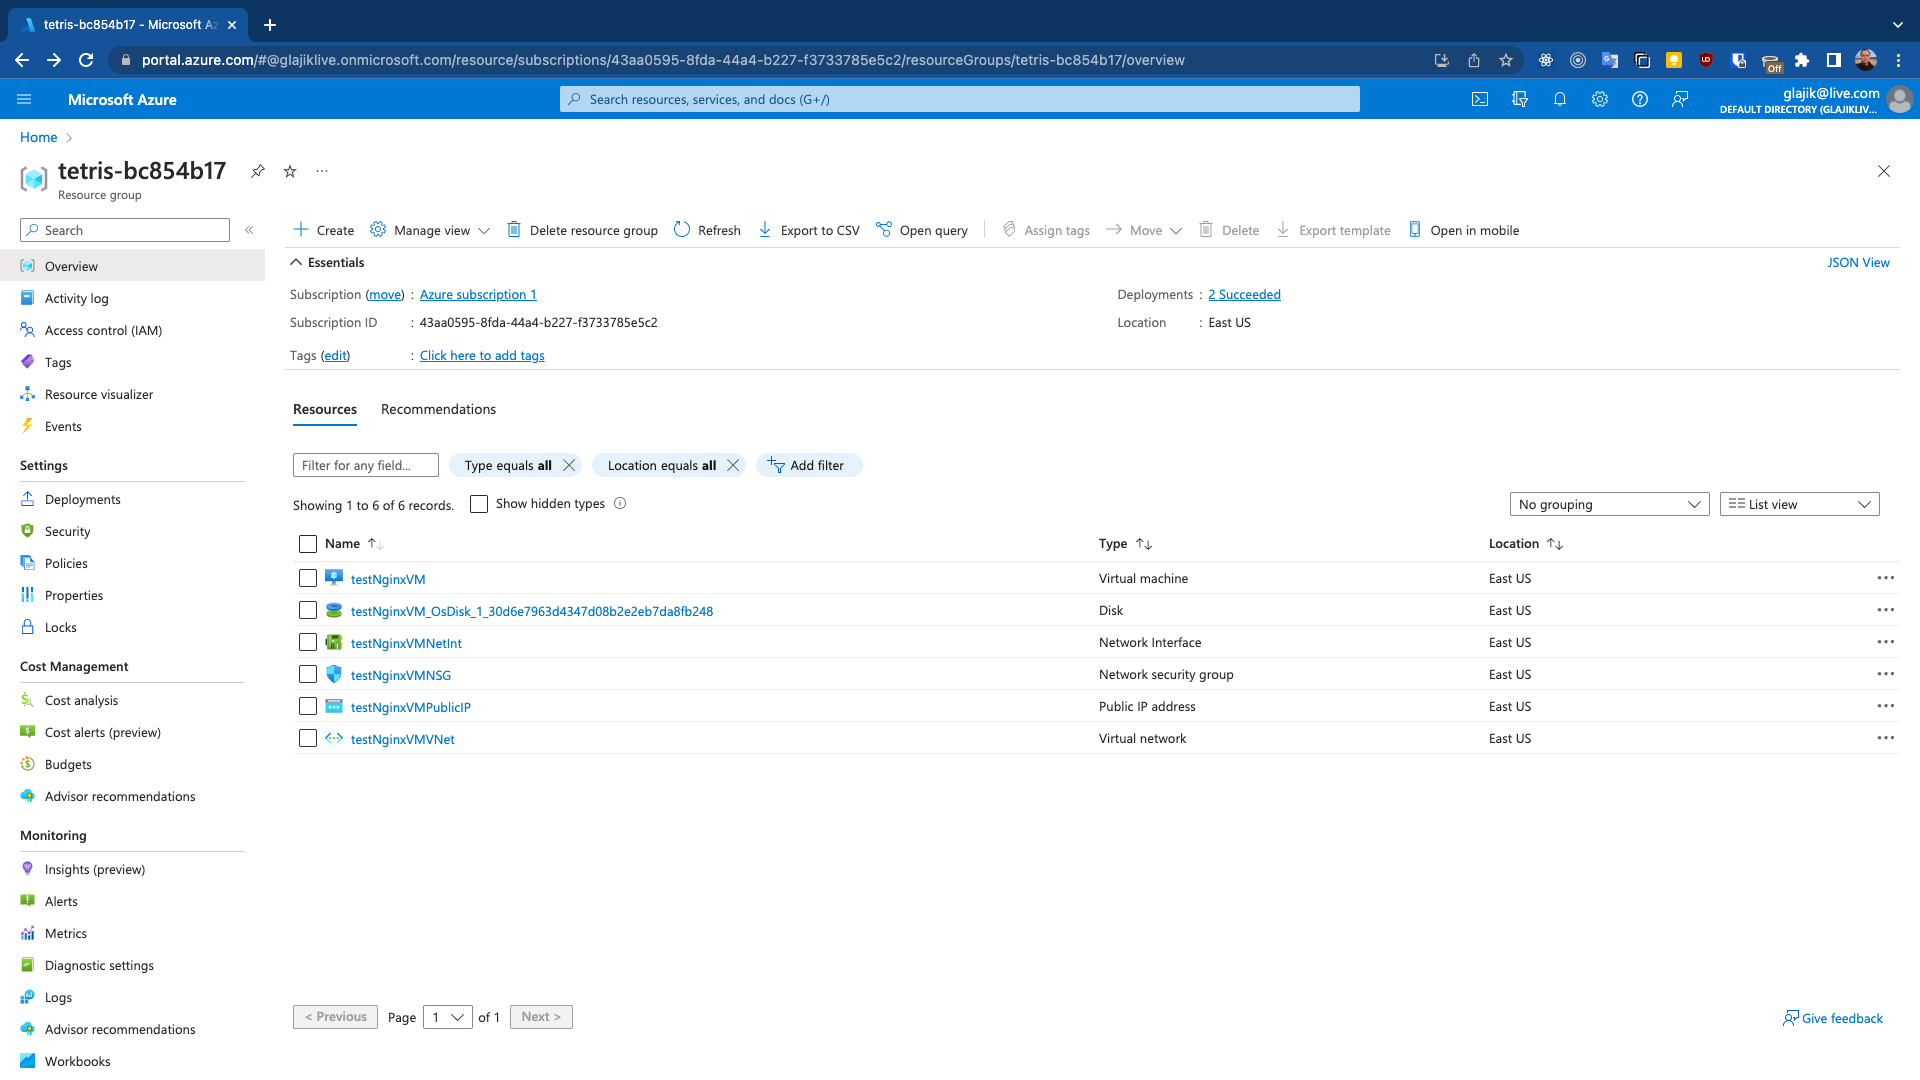 tetris-bc854b17 - Microsoft Az
portal.azure.com/#@glajiklive.onmicrosoft.com/resource/subscriptions/43aa0595-8fda-44a4-b227-f3733785e5c2/resourceGroups/tetris-bc854b17/overview
Off
Microsoft Azure
Search resources, services, and docs (G+/)
glajik@live.com
DEFAULT DIRECTORY (GLAJIKLIV...
Home
tetris-bc854b17
Resource group
Search
Create
Manage view
Delete resource group
Refresh
Export to CSV
Open query
Assign tags
Move
Delete
Export template
Open in mobile
Overview
Activity log
Access control (IAM)
Tags
Resource visualizer
Events
Settings
Deployments
Security
Policies
Properties
Locks
Cost Management
Cost analysis
Cost alerts (preview)
Budgets
Advisor recommendations
Monitoring
Insights (preview)
Alerts
Metrics
Diagnostic settings
Logs
Advisor recommendations
Workbooks
Essentials
JSON View
Subscription (move) : Azure subscription 1
Deployments : 2 Succeeded
Subscription ID : 43aa0595-8fda-44a4-b227-f3733785e5c2
Location : East US
Tags (edit) : Click here to add tags
Resources Recommendations
Filter for any field...
Type equals all
Location equals all
Add filter
Showing 1 to 6 of 6 records.
Show hidden types
No grouping
List view
Name Type Location
testNginxVM Virtual machine East US
testNginxVM_OsDisk_1_30d6e7963d4347d08b2e2eb7da8fb248 Disk East US
testNginxVMNetInt Network Interface East US
testNginxVMNSG Network security group East US
testNginxVMPublicIP Public IP address East US
testNginxVMVNet Virtual network East US
< Previous Page 1 of 1 Next >
Give feedback